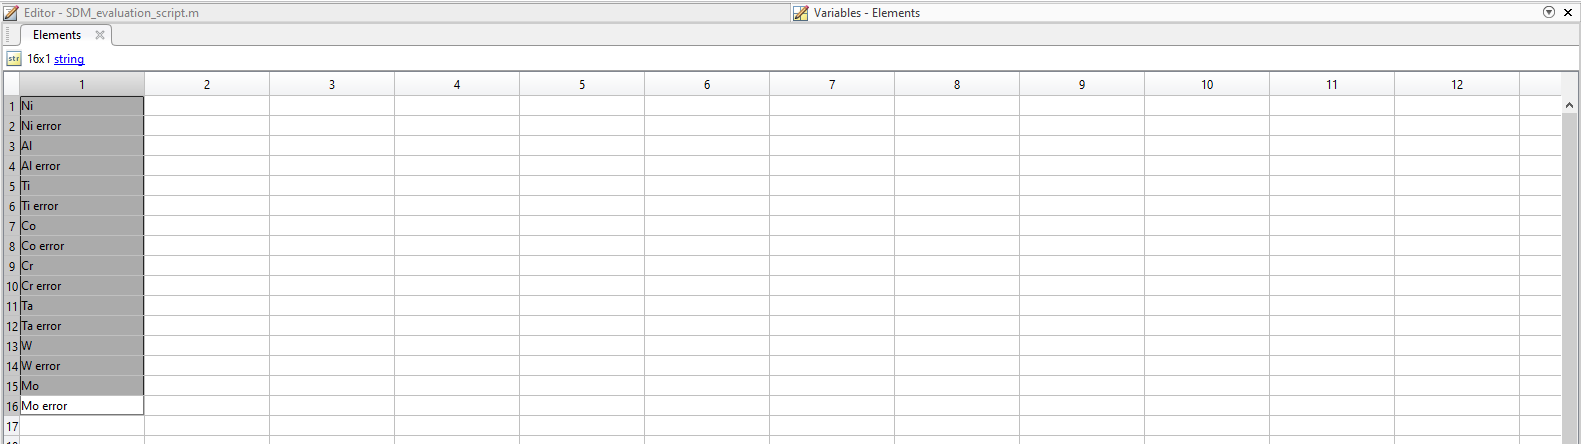 Editor - SDM_evaluation_script.m
Variables - Elements
Elements
str 16x1 string
1 2 3 4 5 6 7 8 9 10 11 12
1 Ni
2 Ni error
3 Al
4 Al error
5 Ti
6 Ti error
7 Co
8 Co error
9 Cr
10 Cr error
11 Ta
12 Ta error
13 W
14 W error
15 Mo
16 Mo error
17